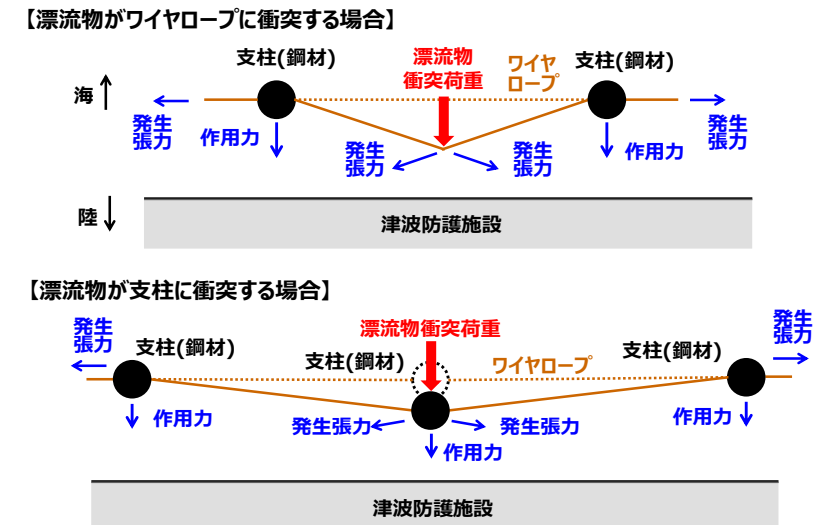 【漂流物がワイヤロープに衝突する場合】
支柱(鋼材)
漂流物
衝突荷重
ワイヤ
ロープ
支柱(鋼材)
海
発生
張力
作用力
発生
張力
発生
張力
作用力
発生
張力
陸
津波防護施設
【漂流物が支柱に衝突する場合】
発生
張力
支柱(鋼材)
支柱(鋼材)
漂流物衝突荷重
ワイヤロープ
支柱(鋼材)
発生
張力
作用力
発生張力
作用力
発生張力
作用力
津波防護施設